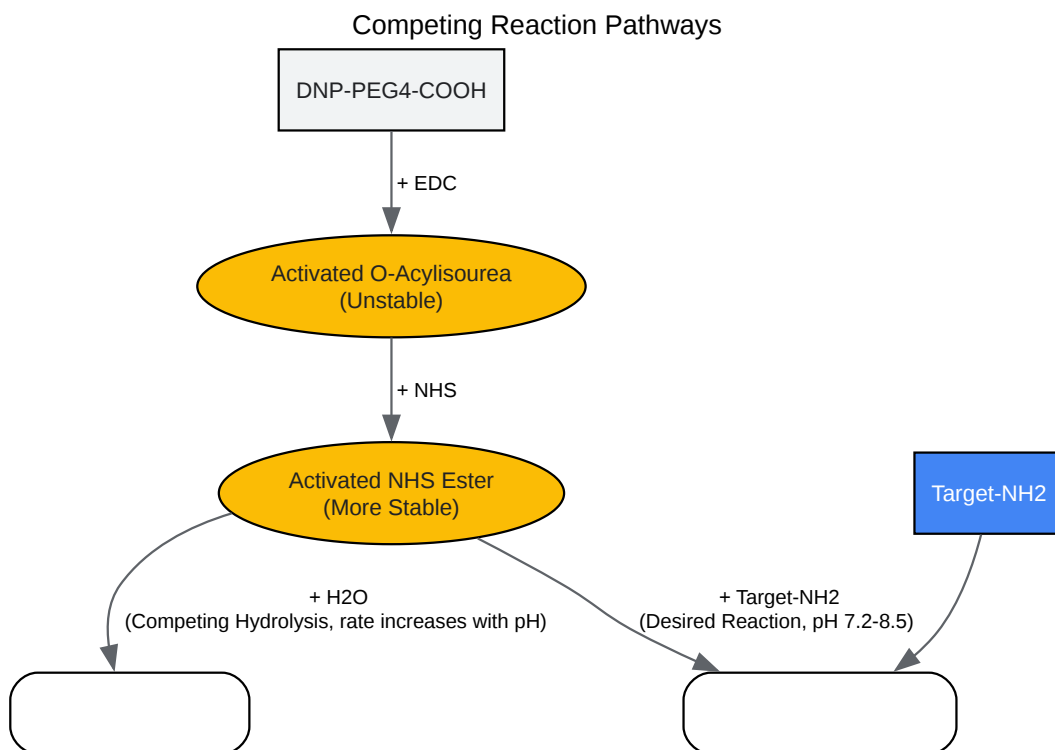 Competing Reaction Pathways
DNP-PEG4-COOH
+ EDC
Activated O-Acylisourea
(Unstable)
+ NHS
Activated NHS Ester
(More Stable)
Target-NH2
+ H2O
(Competing Hydrolysis, rate increases with pH)
+ Target-NH2
(Desired Reaction, pH 7.2-8.5)